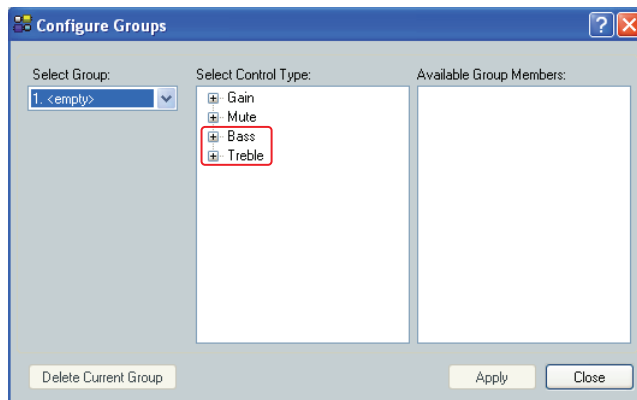 Configure Groups
Select Group:
1. <empty>
Select Control Type:
Gain
Mute
Bass
Treble
Available Group Members:
Delete Current Group
Apply
Close